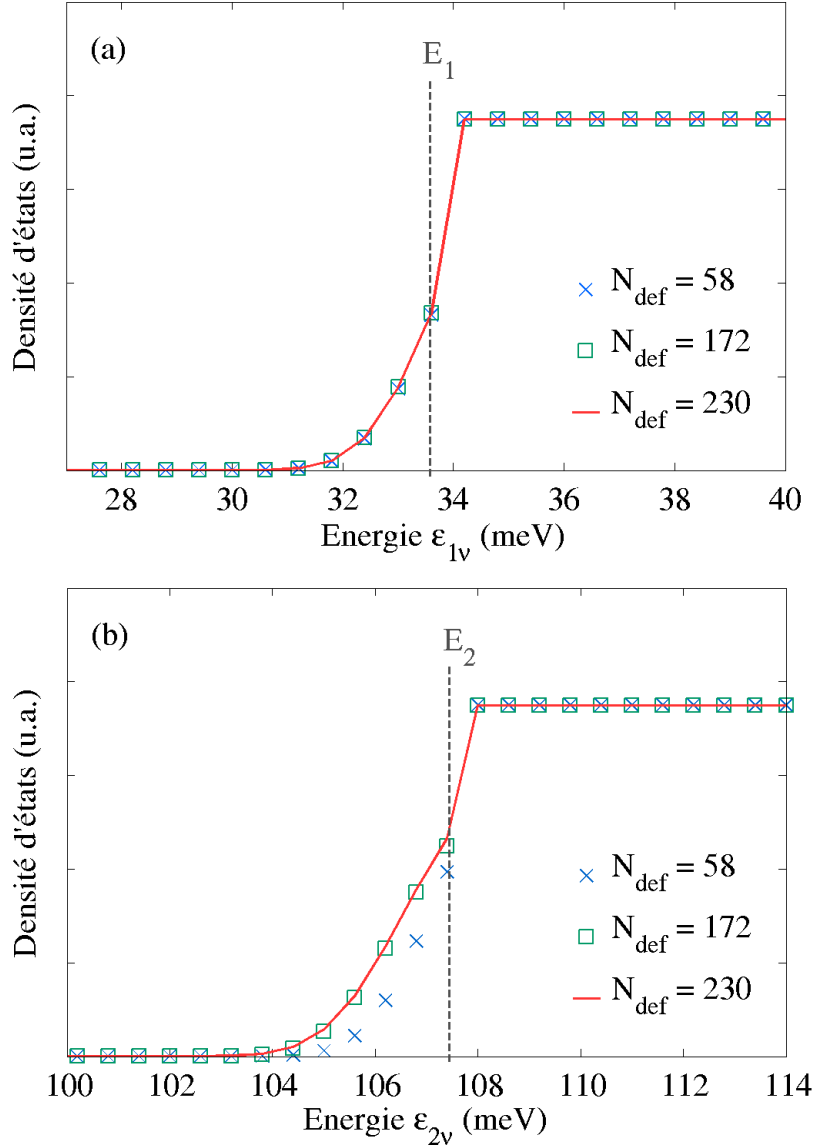 (a)
E1
Densité d'états (u.a.)
Ndef = 58
Ndef = 172
Ndef = 230
28 30 32 34 36 38 40
Energie ε1ν (meV)
(b)
E2
Densité d'états (u.a.)
Ndef = 58
Ndef = 172
Ndef = 230
100 102 104 106 108 110 112 114
Energie ε2ν (meV)